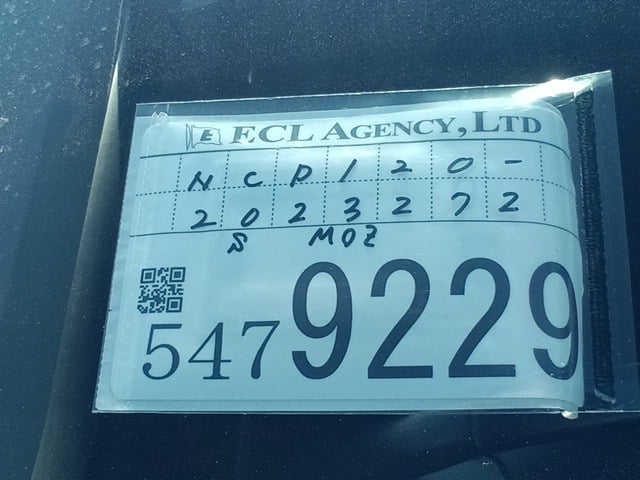 E ECL AGENCY, LTD
NCP120-
2023272
S MOZ
5479229